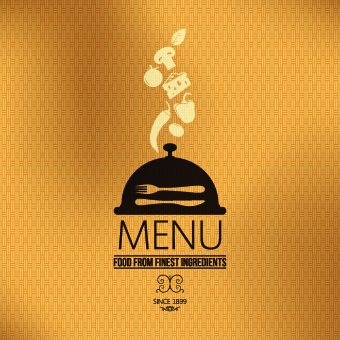 MENU
FOOD FROM FINEST INGREDIENTS
SINCE 1899